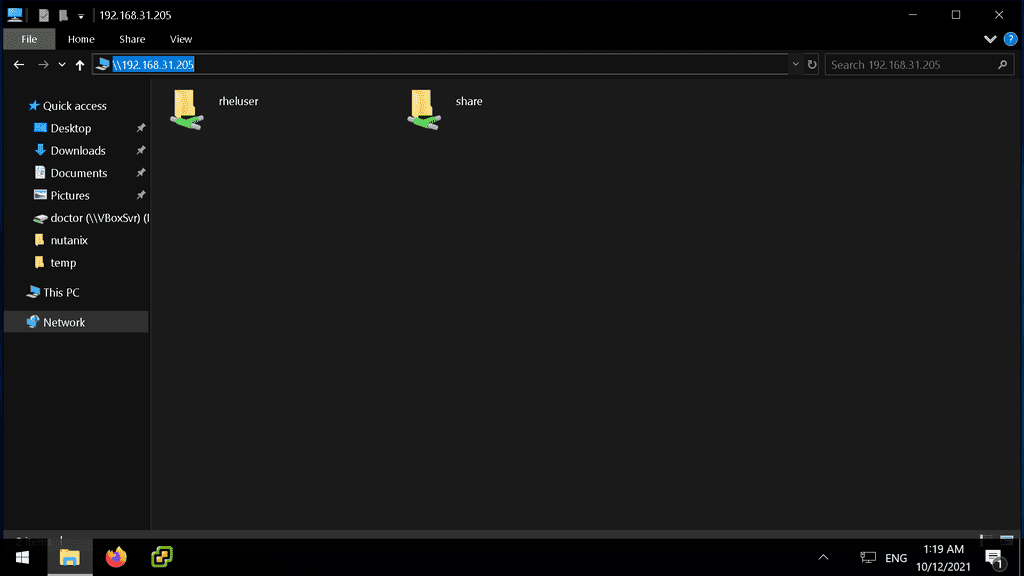 192.168.31.205
File Home Share View
?
\\192.168.31.205
Search 192.168.31.205
Quick access
Desktop
Downloads
Documents
Pictures
doctor (\\VBoxSvr) (
nutanix
temp
This PC
Network
rheluser
share
2 items
ENG
1:19 AM
10/12/2021
1